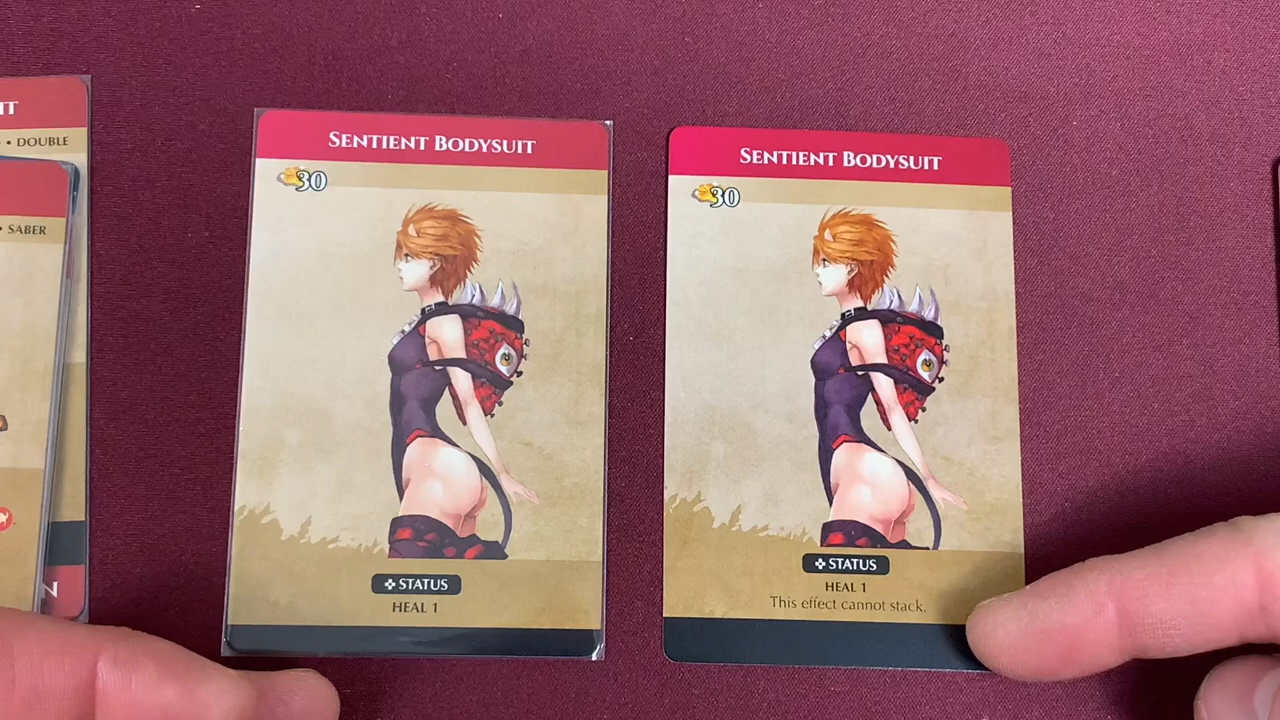 IT
• DOUBLE
• SABER
N
SENTIENT BODYSUIT
30
STATUS
HEAL 1
SENTIENT BODYSUIT
30
STATUS
HEAL 1
This effect cannot stack.